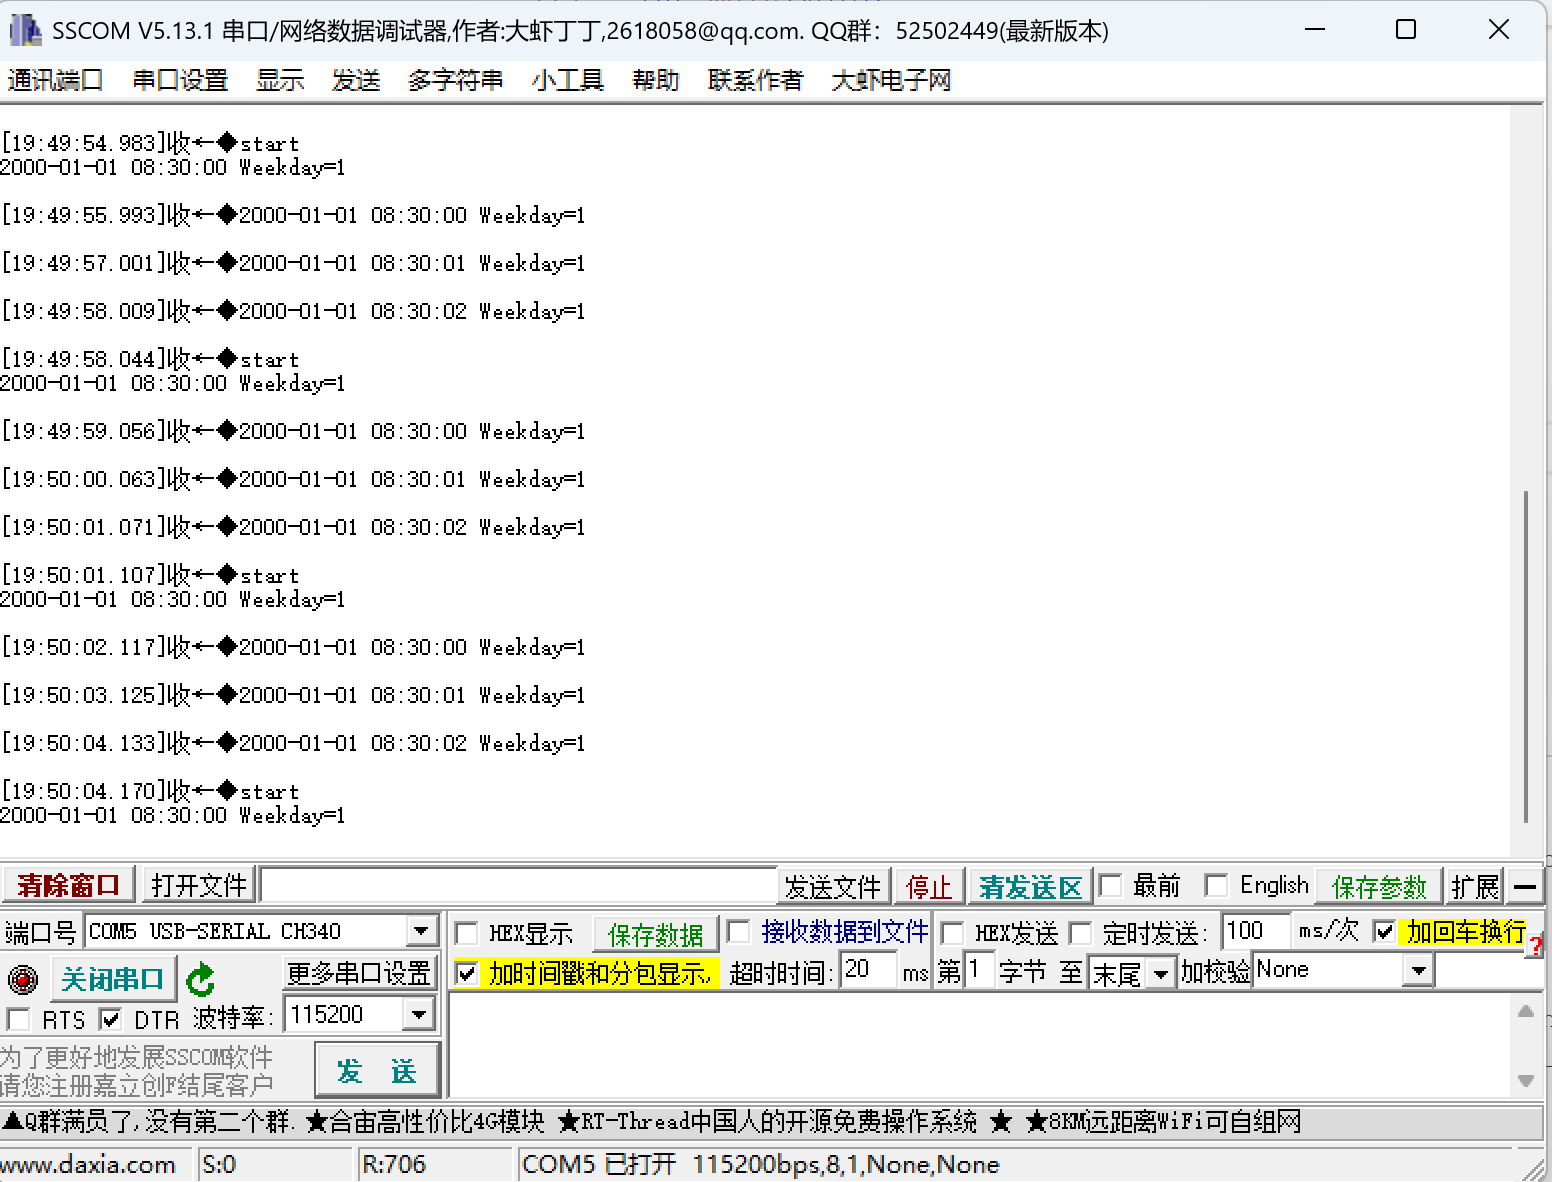 SSCOM V5.13.1 串口/网络数据调试器,作者:大虾丁丁,2618058@qq.com. QQ群：52502449(最新版本)
通讯端口 串口设置 显示 发送 多字符串 小工具 帮助 联系作者 大虾电子网
[19:49:54.983]收←◆start
2000-01-01 08:30:00 Weekday=1
[19:49:55.993]收←◆2000-01-01 08:30:00 Weekday=1
[19:49:57.001]收←◆2000-01-01 08:30:01 Weekday=1
[19:49:58.009]收←◆2000-01-01 08:30:02 Weekday=1
[19:49:58.044]收←◆start
2000-01-01 08:30:00 Weekday=1
[19:49:59.056]收←◆2000-01-01 08:30:00 Weekday=1
[19:50:00.063]收←◆2000-01-01 08:30:01 Weekday=1
[19:50:01.071]收←◆2000-01-01 08:30:02 Weekday=1
[19:50:01.107]收←◆start
2000-01-01 08:30:00 Weekday=1
[19:50:02.117]收←◆2000-01-01 08:30:00 Weekday=1
[19:50:03.125]收←◆2000-01-01 08:30:01 Weekday=1
[19:50:04.133]收←◆2000-01-01 08:30:02 Weekday=1
[19:50:04.170]收←◆start
2000-01-01 08:30:00 Weekday=1
清除窗口 打开文件 发送文件 停止 清发送区 最前 English 保存参数 扩展 —
端口号 COM5 USB-SERIAL CH340 HEX显示 保存数据 接收数据到文件 HEX发送 定时发送: 100 ms/次 加回车换行 ?
关闭串口 更多串口设置 加时间戳和分包显示, 超时时间: 20 ms 第 1 字节 至 末尾 加校验 None
RTS DTR 波特率: 115200
为了更好地发展SSCOM软件
请您注册嘉立创F结尾客户
发 送
▲Q群满员了,没有第二个群. ★合宙高性价比4G模块 ★RT-Thread中国人的开源免费操作系统 ★ ★8KM远距离WiFi可自组网
www.daxia.com S:0 R:706 COM5 已打开 115200bps,8,1,None,None